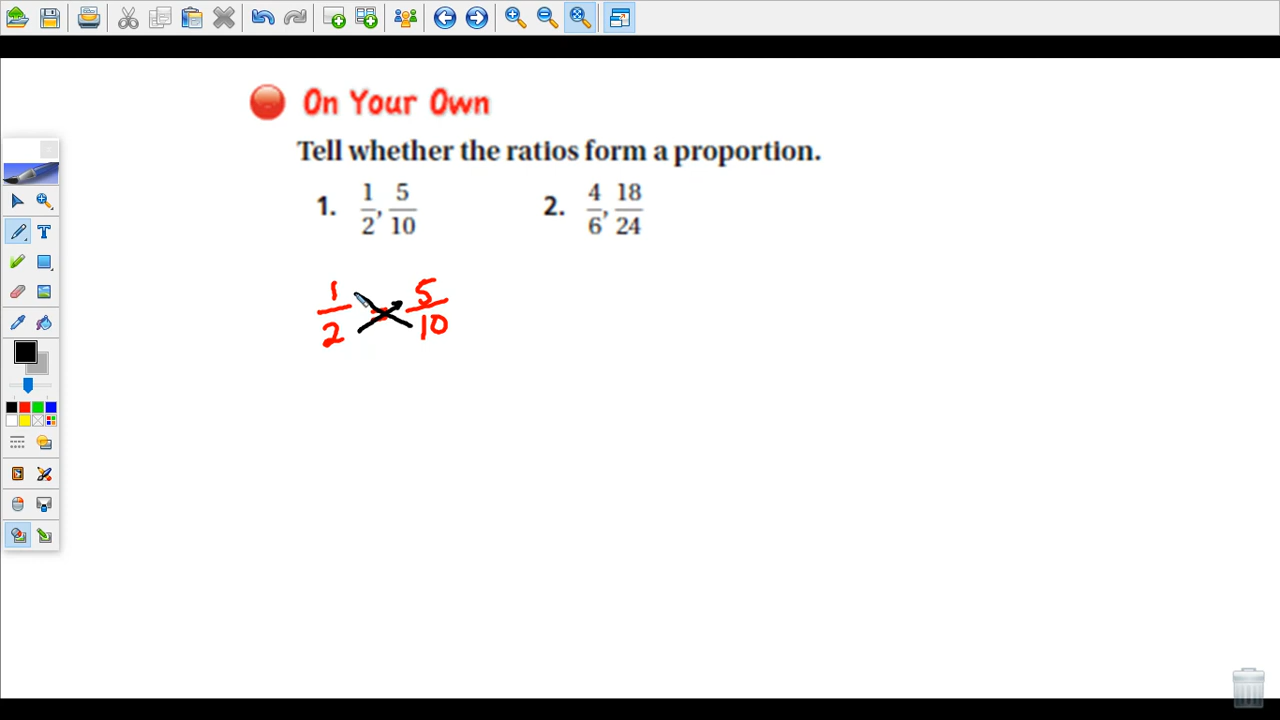 On Your Own
Tell whether the ratios form a proportion.
1. 1/2, 5/10 2. 4/6, 18/24
1/2 = 5/10
T